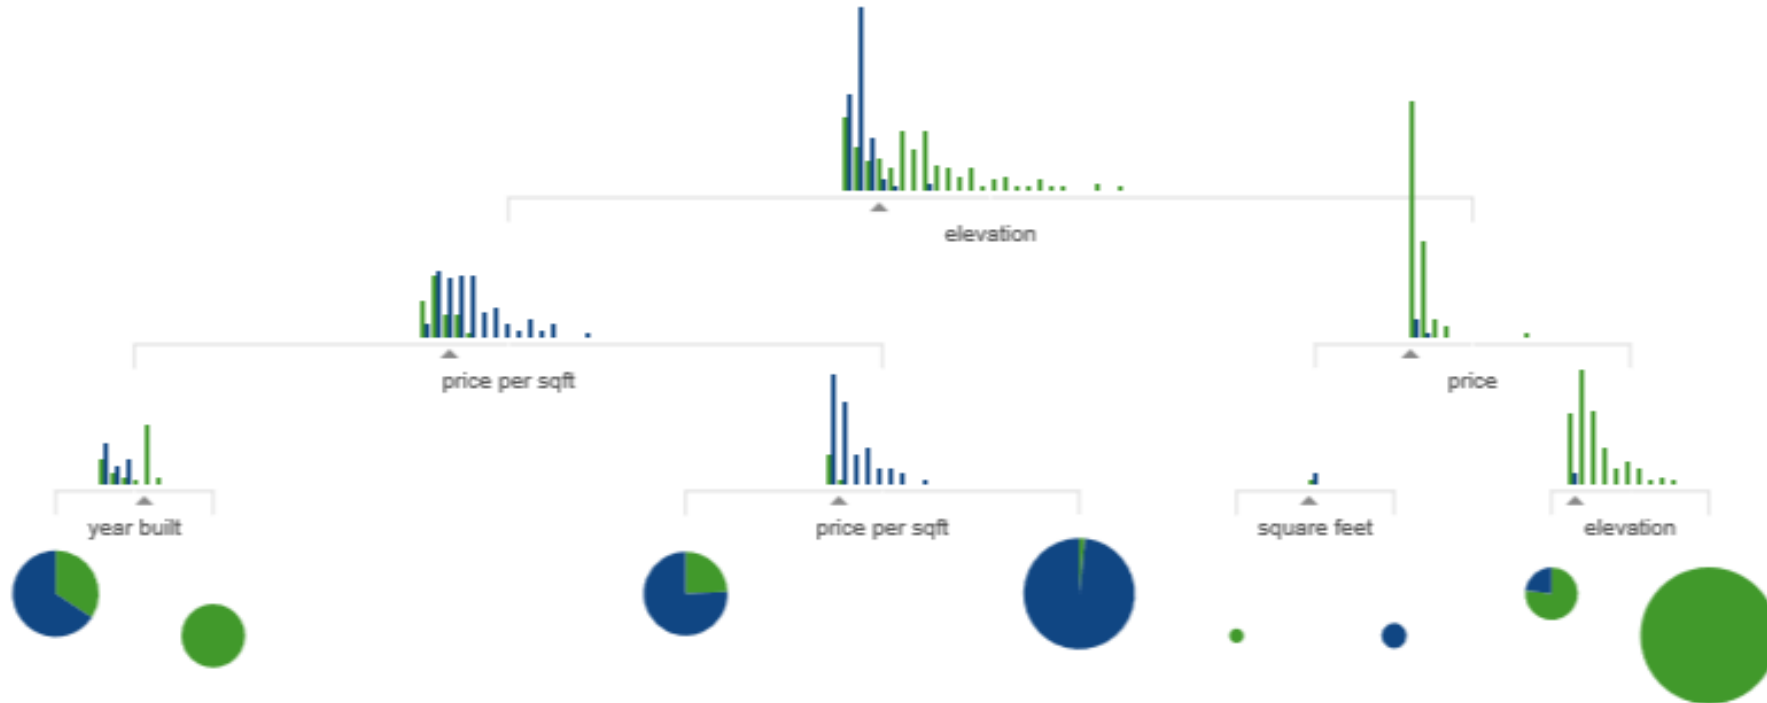 elevation
price per sqft
price
year built
price per sqft
square feet
elevation